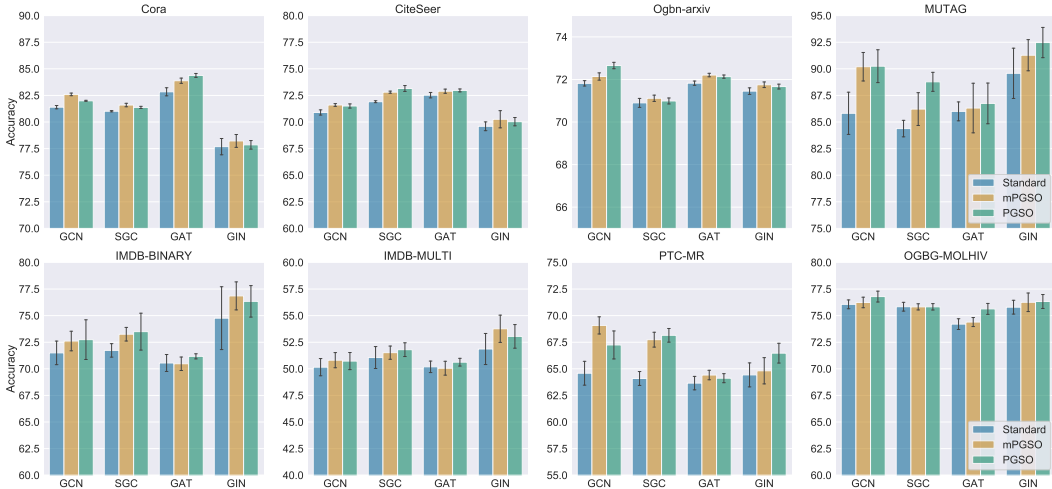 Cora
CiteSeer
Ogbn-arxiv
MUTAG
90.0
87.5
85.0
82.5
80.0
77.5
75.0
72.5
70.0
Accuracy
GCN SGC GAT GIN
80.0
77.5
75.0
72.5
70.0
67.5
65.0
62.5
60.0
GCN SGC GAT GIN
74
72
70
68
66
GCN SGC GAT GIN
95.0
92.5
90.0
87.5
85.0
82.5
80.0
77.5
75.0
GCN SGC GAT GIN
Standard
mPGSO
PGSO
IMDB-BINARY
IMDB-MULTI
PTC-MR
OGBG-MOLHIV
80.0
77.5
75.0
72.5
70.0
67.5
65.0
62.5
60.0
Accuracy
GCN SGC GAT GIN
60.0
57.5
55.0
52.5
50.0
47.5
45.0
42.5
40.0
GCN SGC GAT GIN
75.0
72.5
70.0
67.5
65.0
62.5
60.0
57.5
55.0
GCN SGC GAT GIN
80.0
77.5
75.0
72.5
70.0
67.5
65.0
62.5
60.0
GCN SGC GAT GIN
Standard
mPGSO
PGSO